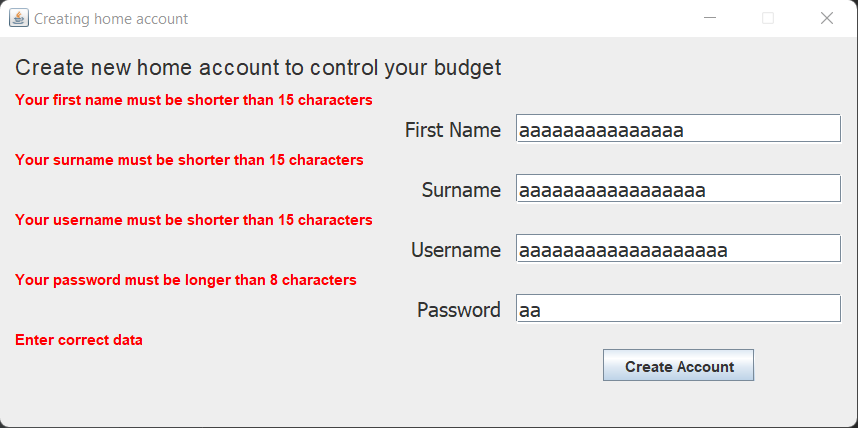 Creating home account
Create new home account to control your budget
Your first name must be shorter than 15 characters
First Name aaaaaaaaaaaaaaa
Your surname must be shorter than 15 characters
Surname aaaaaaaaaaaaaaaaa
Your username must be shorter than 15 characters
Username aaaaaaaaaaaaaaaaaaa
Your password must be longer than 8 characters
Password aa
Enter correct data
Create Account